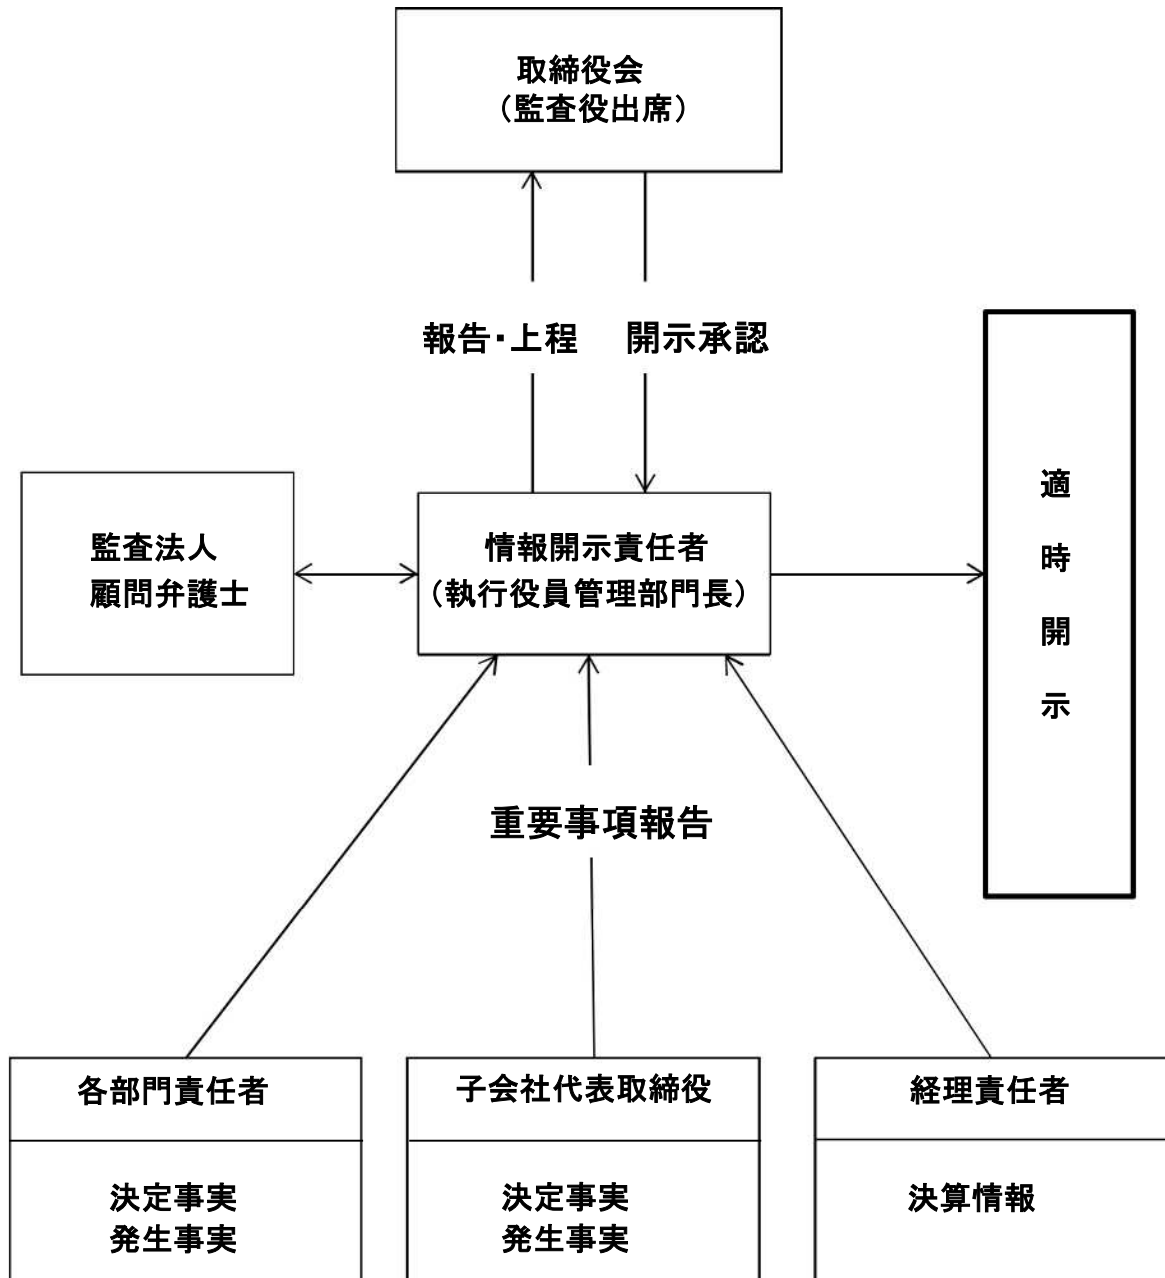 取締役会
（監査役出席）
報告・上程
開示承認
監査法人
顧問弁護士
情報開示責任者
（執行役員管理部門長）
適時開示
重要事項報告
各部門責任者
決定事実
発生事実
子会社代表取締役
決定事実
発生事実
経理責任者
決算情報